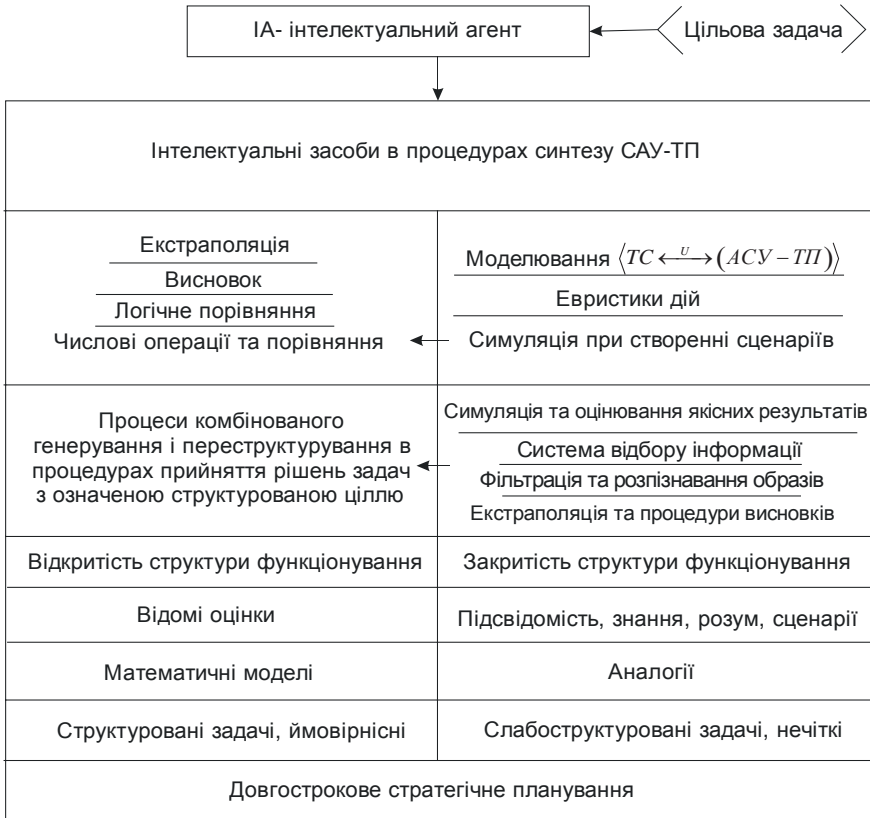 ІА- інтелектуальний агент
Цільова задача
Інтелектуальні засоби в процедурах синтезу САУ-ТП
Екстраполяція
Висновок
Логічне порівняння
Числові операції та порівняння
Моделювання ⟨ТС ←U→ (АСУ – ТП)⟩
Евристики дій
Симуляція при створенні сценаріїв
Процеси комбінованого
генерування і переструктурування в
процедурах прийняття рішень задач
з означеною структурованою ціллю
Симуляція та оцінювання якісних результатів
Система відбору інформації
Фільтрація та розпізнавання образів
Екстраполяція та процедури висновків
Відкритість структури функціонування
Закритість структури функціонування
Відомі оцінки
Підсвідомість, знання, розум, сценарії
Математичні моделі
Аналогії
Структуровані задачі, ймовірнісні
Слабоструктуровані задачі, нечіткі
Довгострокове стратегічне планування